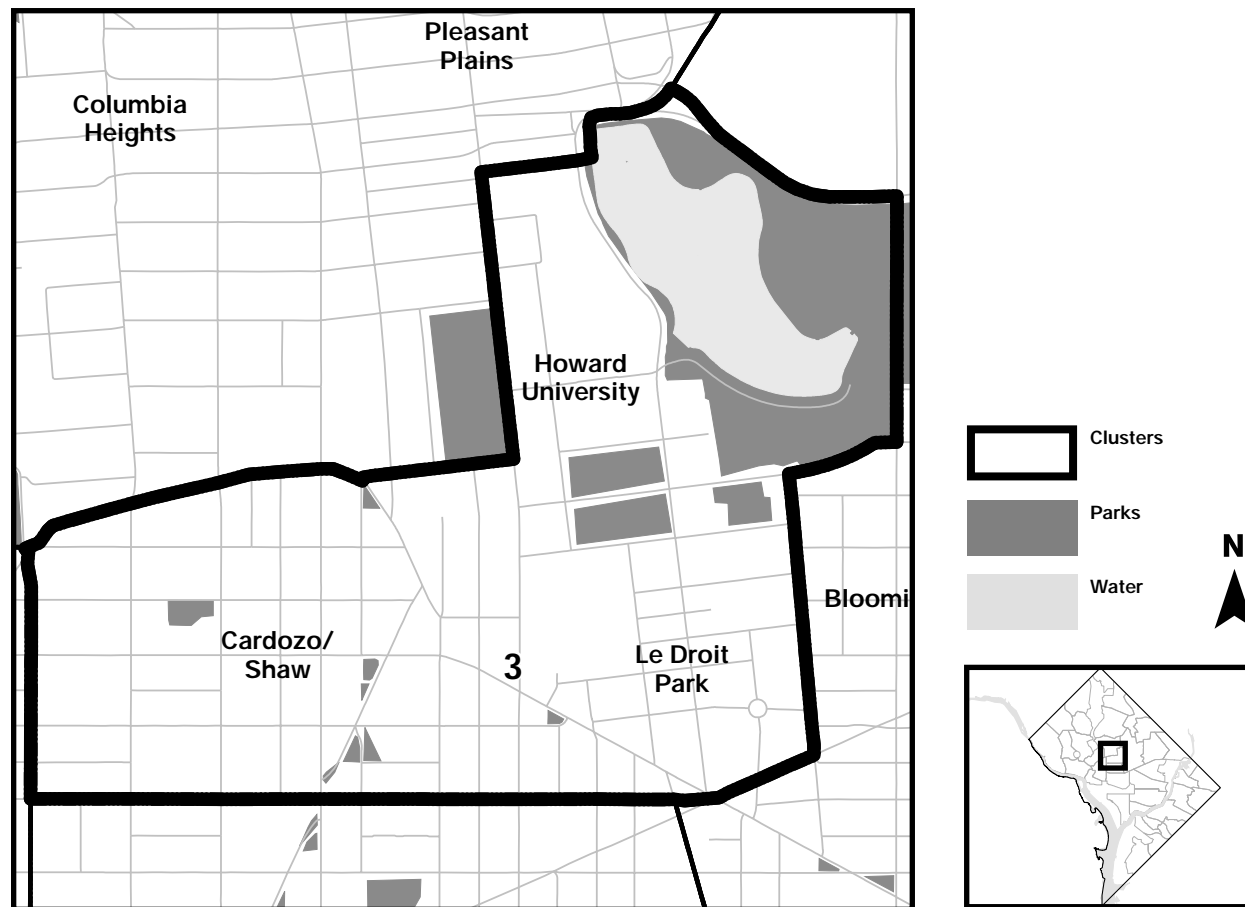 Pleasant
Plains
Columbia
Heights
Howard
University
Bloomi
Cardozo/
Shaw
3
Le Droit
Park
Clusters
Parks
Water
N